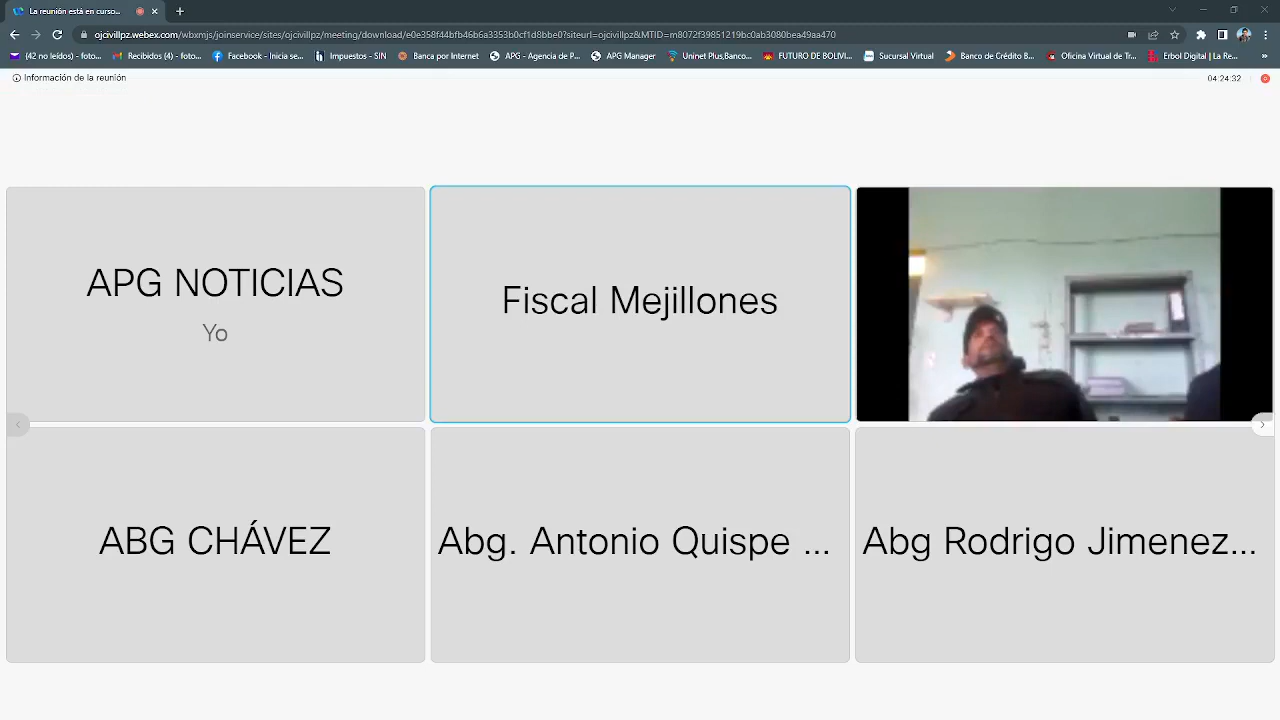 La reunión está en curso...
ojcivillpz.webex.com/wbxmjs/joinservice/sites/ojcivillpz/meeting/download/e0e358f44bfb46b6a3353b0cf1d9bbe0?siteurl=ojcivillpz&MTID=m8072f39851219bc0ab3080bea49aa470
(42 no leídos) - foto...
Recibidos (4) - foto...
Facebook - Inicia se...
Impuestos - SIN
Banca por Internet
APG - Agencia de P...
APG Manager
Uninet Plus,Banco...
FUTURO DE BOLIVI...
Sucursal Virtual
Banco de Crédito B...
Oficina Virtual de Tr...
Erbol Digital | La Re...
Información de la reunión
04:24:32
APG NOTICIAS
Yo
Fiscal Mejillones
ABG CHÁVEZ
Abg. Antonio Quispe ...
Abg Rodrigo Jimenez...